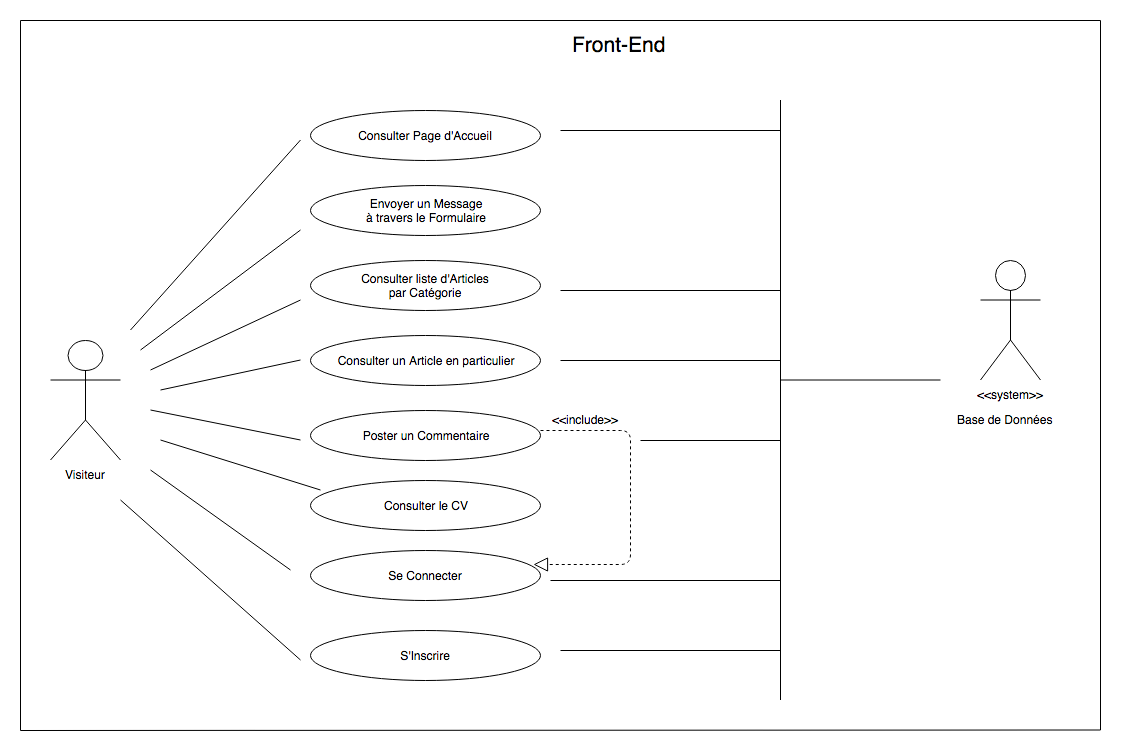 Front-End
Consulter Page d'Accueil
Envoyer un Message
à travers le Formulaire
Consulter liste d'Articles
par Catégorie
Consulter un Article en particulier
<<system>>
Base de Données
<<include>>
Poster un Commentaire
Visiteur
Consulter le CV
Se Connecter
S'Inscrire